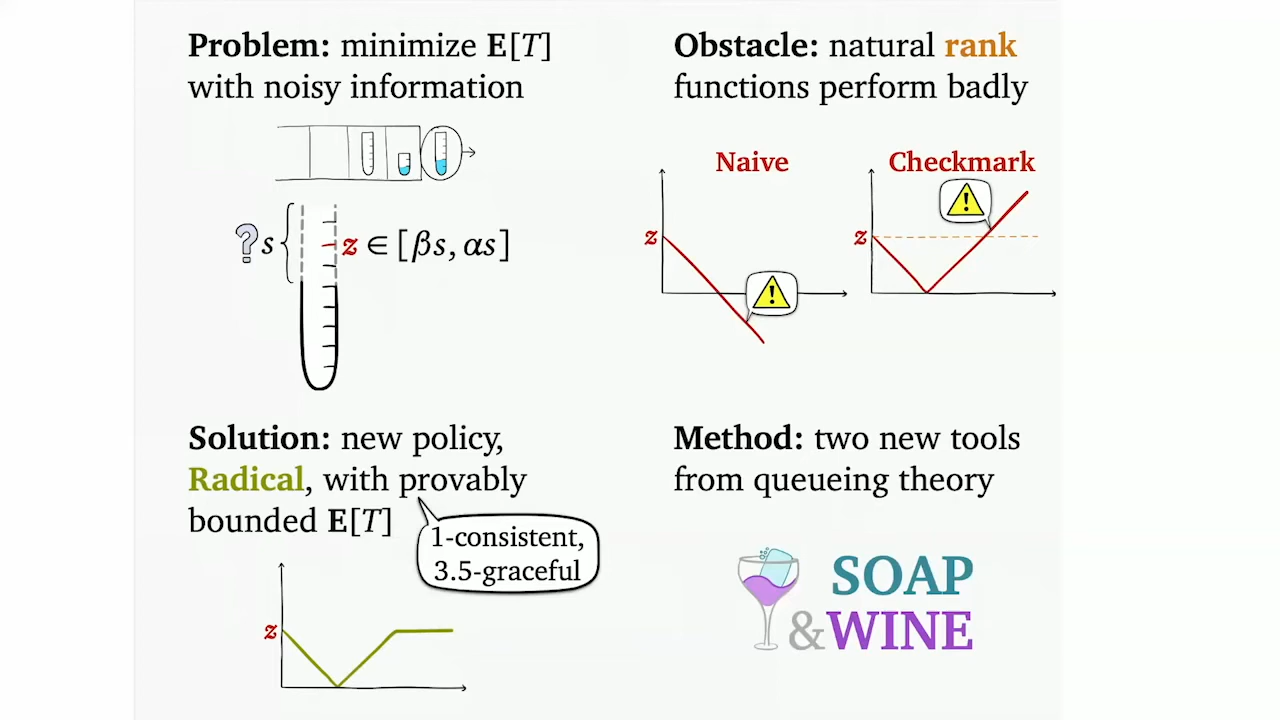 Problem: minimize E[T]
with noisy information
? s z ∈ [βs, αs]
Obstacle: natural rank
functions perform badly
Naive
z
!
Checkmark
z
!
Solution: new policy,
Radical, with provably
bounded E[T]
1-consistent,
3.5-graceful
z
Method: two new tools
from queueing theory
SOAP
&WINE